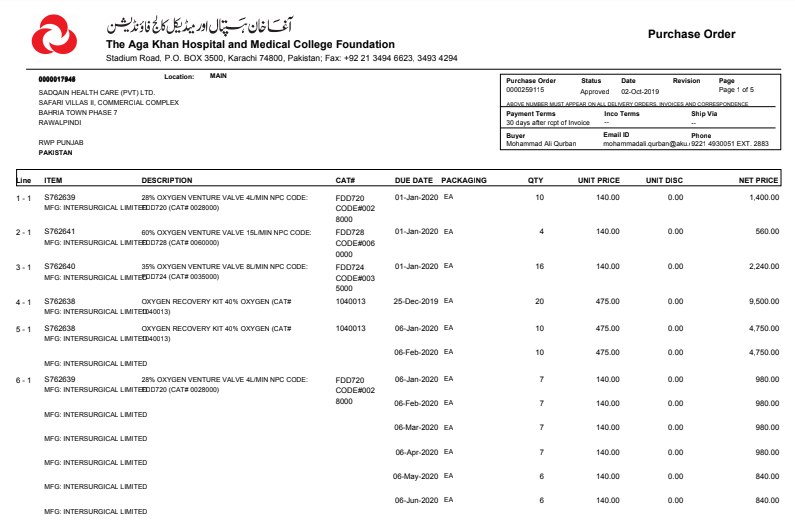 آغا خان ہسپتال اور میڈیکل کالج فاؤنڈیشن
The Aga Khan Hospital and Medical College Foundation
Stadium Road, P.O. BOX 3500, Karachi 74800, Pakistan; Fax: +92 21 3494 6623, 3493 4294
Purchase Order
0000017945 Location: MAIN
SADQAIN HEALTH CARE (PVT) LTD.
SAFARI VILLAS II, COMMERCIAL COMPLEX
BAHRIA TOWN PHASE 7
RAWALPINDI
RWP PUNJAB
PAKISTAN
Purchase Order Status Date Revision Page
0000259115 Approved 02-Oct-2019 Page 1 of 5
ABOVE NUMBER MUST APPEAR ON ALL DELIVERY ORDERS, INVOICES AND CORRESPONDENCE
Payment Terms Inco Terms Ship Via
30 days after rcpt of Invoice -- --
Buyer Email ID Phone
Mohammad Ali Qurban mohammadali.qurban@aku. 9221 4930051 EXT. 2883
Line ITEM DESCRIPTION CAT# DUE DATE PACKAGING QTY UNIT PRICE UNIT DISC NET PRICE
1 - 1 S762639 28% OXYGEN VENTURE VALVE 4L/MIN NPC CODE: FDD720 01-Jan-2020 EA 10 140.00 0.00 1,400.00
MFG: INTERSURGICAL LIMITED FDD720 (CAT# 0028000) CODE#002
8000
2 - 1 S762641 60% OXYGEN VENTURE VALVE 15L/MIN NPC CODE: FDD728 01-Jan-2020 EA 4 140.00 0.00 560.00
MFG: INTERSURGICAL LIMITED FDD728 (CAT# 0060000) CODE#006
0000
3 - 1 S762640 35% OXYGEN VENTURE VALVE 8L/MIN NPC CODE: FDD724 01-Jan-2020 EA 16 140.00 0.00 2,240.00
MFG: INTERSURGICAL LIMITED FDD724 (CAT# 0035000) CODE#003
5000
4 - 1 S762638 OXYGEN RECOVERY KIT 40% OXYGEN (CAT# 1040013 25-Dec-2019 EA 20 475.00 0.00 9,500.00
MFG: INTERSURGICAL LIMITED 1040013)
5 - 1 S762638 OXYGEN RECOVERY KIT 40% OXYGEN (CAT# 1040013 06-Jan-2020 EA 10 475.00 0.00 4,750.00
MFG: INTERSURGICAL LIMITED 1040013)
06-Feb-2020 EA 10 475.00 0.00 4,750.00
MFG: INTERSURGICAL LIMITED
6 - 1 S762639 28% OXYGEN VENTURE VALVE 4L/MIN NPC CODE: FDD720 06-Jan-2020 EA 7 140.00 0.00 980.00
MFG: INTERSURGICAL LIMITED FDD720 (CAT# 0028000) CODE#002
8000
06-Feb-2020 EA 7 140.00 0.00 980.00
MFG: INTERSURGICAL LIMITED
06-Mar-2020 EA 7 140.00 0.00 980.00
MFG: INTERSURGICAL LIMITED
06-Apr-2020 EA 7 140.00 0.00 980.00
MFG: INTERSURGICAL LIMITED
06-May-2020 EA 6 140.00 0.00 840.00
MFG: INTERSURGICAL LIMITED
06-Jun-2020 EA 6 140.00 0.00 840.00
MFG: INTERSURGICAL LIMITED